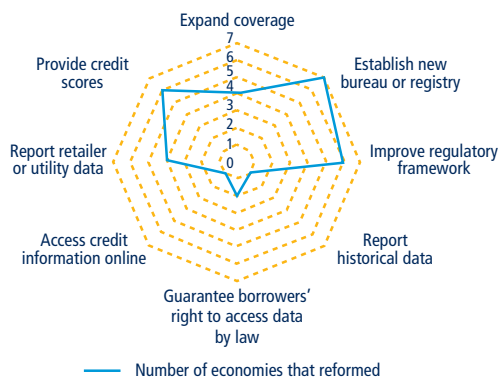 Expand coverage
7
6
5
4
3
2
1
0
Establish new
bureau or registry
Improve regulatory
framework
Report
historical data
Guarantee borrowers'
right to access data
by law
Access credit
information online
Report retailer
or utility data
Provide credit
scores
Number of economies that reformed